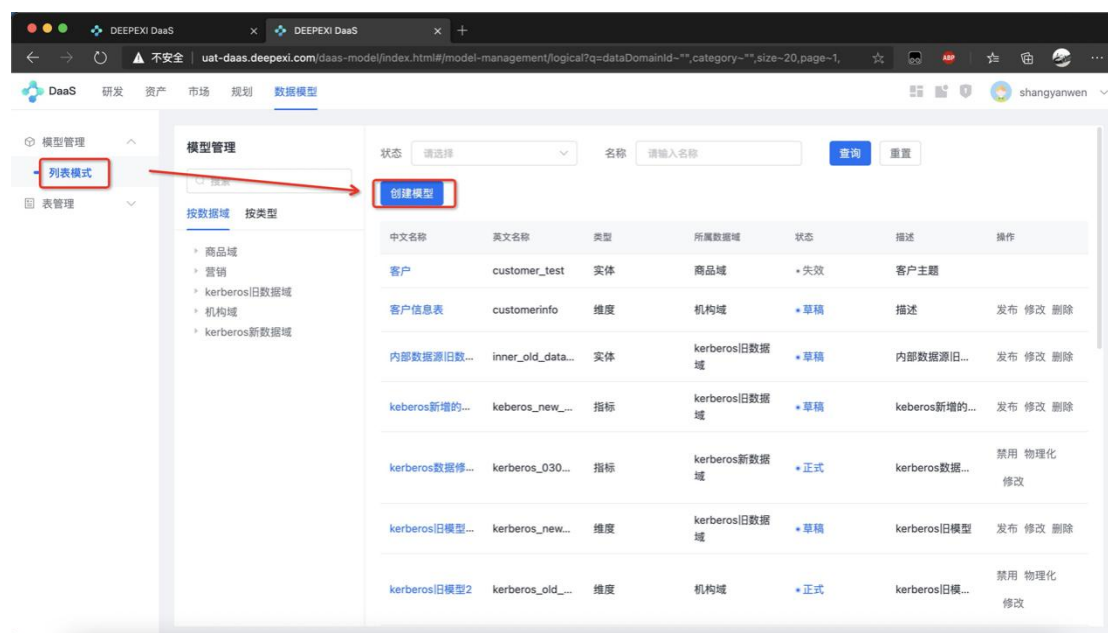 DEEPEXI DaaS × DEEPEXI DaaS × +
不安全 | uat-daas.deepexi.com/daas-model/index.html#/model-management/logical?q=dataDomainId~"",category~"",size~20,page~1,
ABP
DaaS 研发 资产 市场 规划 数据模型 shangyanwen
模型管理
列表模式
表管理
模型管理
搜索
按数据域 按类型
商品域
营销
kerberos旧数据域
机构域
kerberos新数据域
状态 请选择 名称 请输入名称 查询 重置
创建模型
中文名称 英文名称 类型 所属数据域 状态 描述 操作
客户 customer_test 实体 商品域 失效 客户主题
客户信息表 customerinfo 维度 机构域 草稿 描述 发布 修改 删除
内部数据源旧数... inner_old_data... 实体 kerberos旧数据域 草稿 内部数据源旧... 发布 修改 删除
keberos新增的... keberos_new_... 指标 kerberos旧数据域 草稿 keberos新增的... 发布 修改 删除
kerberos数据修... kerberos_030... 指标 kerberos新数据域 正式 kerberos数据... 禁用 物理化 修改
kerberos旧模型... kerberos_new... 维度 kerberos旧数据域 草稿 kerberos旧模型 发布 修改 删除
kerberos旧模型2 kerberos_old_... 维度 机构域 正式 kerberos旧模... 禁用 物理化 修改